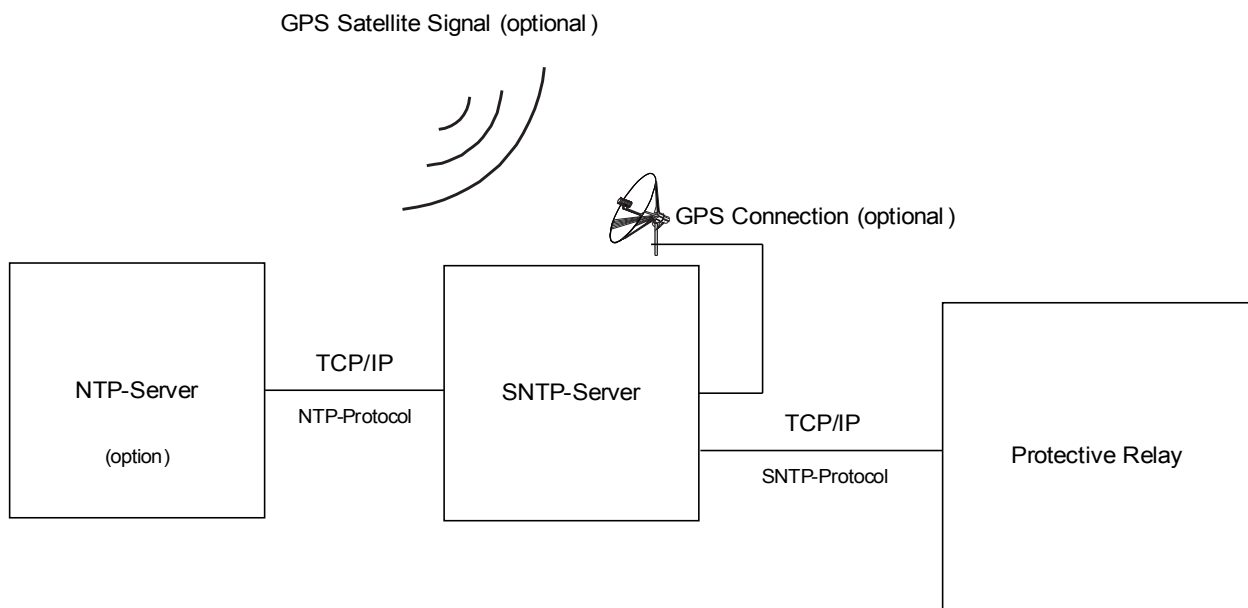 GPS Satellite Signal (optional)
GPS Connection (optional)
NTP-Server
(option)
TCP/IP
NTP-Protocol
SNTP-Server
TCP/IP
SNTP-Protocol
Protective Relay